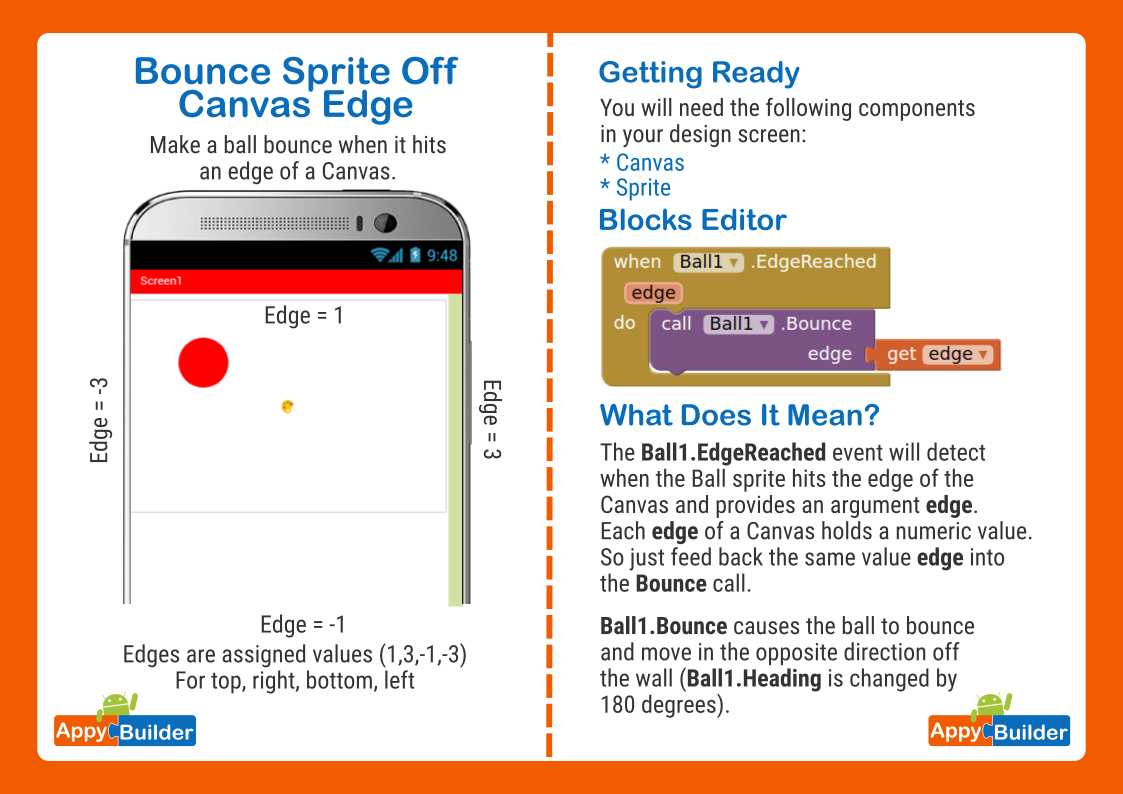 Bounce Sprite Off
Canvas Edge
Make a ball bounce when it hits
an edge of a Canvas.
9:48
Screen1
Edge = 1
Edge = -3
Edge = 3
Edge = -1
Edges are assigned values (1,3,-1,-3)
For top, right, bottom, left
Appy Builder
Getting Ready
You will need the following components
in your design screen:
* Canvas
* Sprite
Blocks Editor
when Ball1 .EdgeReached
edge
do call Ball1 .Bounce
edge get edge
What Does It Mean?
The Ball1.EdgeReached event will detect
when the Ball sprite hits the edge of the
Canvas and provides an argument edge.
Each edge of a Canvas holds a numeric value.
So just feed back the same value edge into
the Bounce call.
Ball1.Bounce causes the ball to bounce
and move in the opposite direction off
the wall (Ball1.Heading is changed by
180 degrees).
Appy Builder